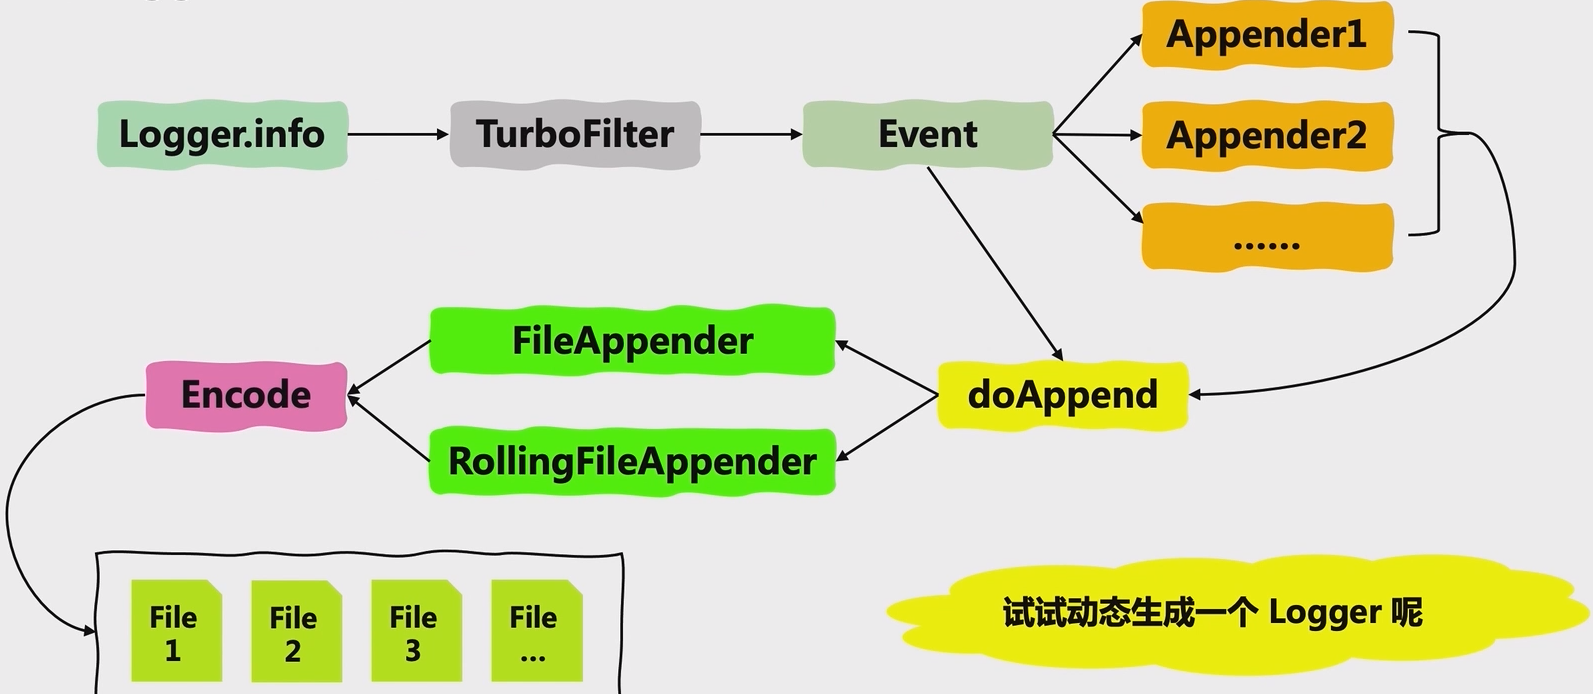 Logger.info
TurboFilter
Event
Appender1
Appender2
......
FileAppender
Encode
doAppend
RollingFileAppender
File
1
File
2
File
3
File
...
试试动态生成一个 Logger 呢